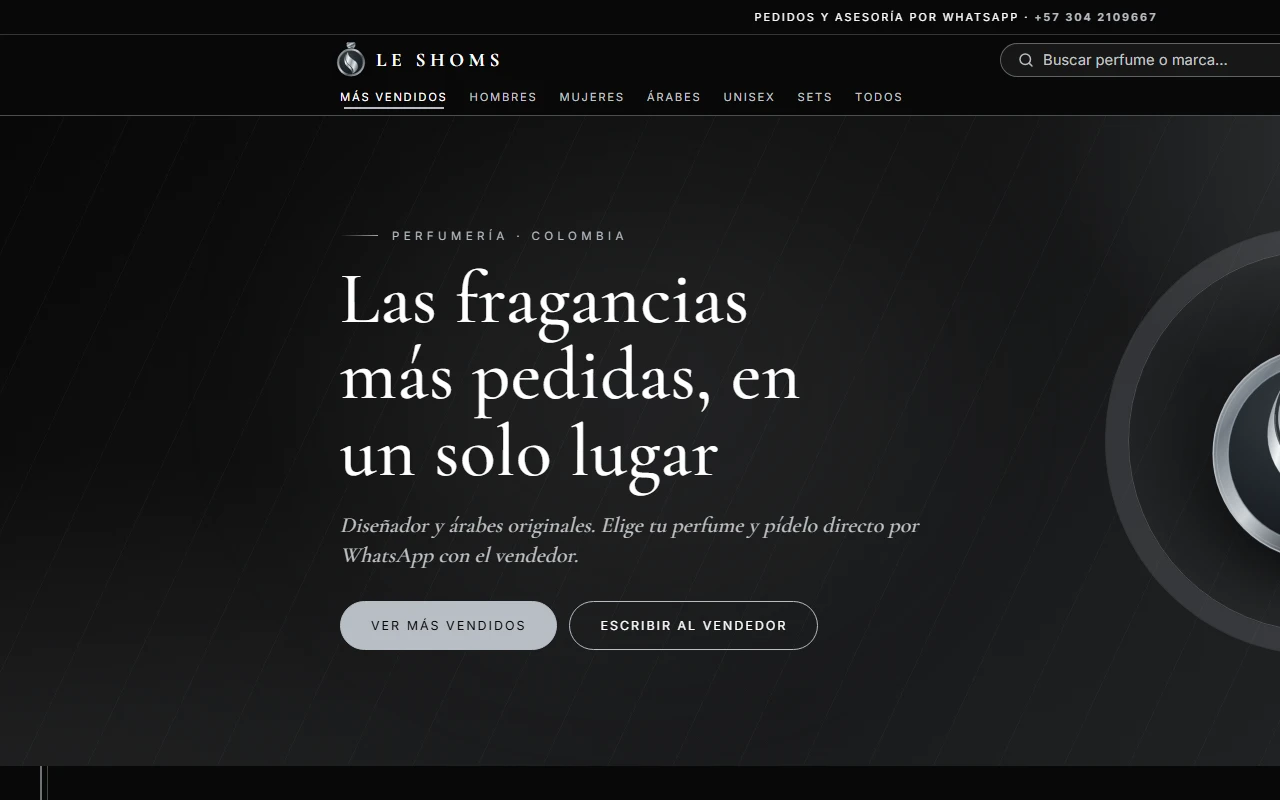 PEDIDOS Y ASESORÍA POR WHATSAPP · +57 304 2109667
LE SHOMS
Buscar perfume o marca...
MÁS VENDIDOS HOMBRES MUJERES ÁRABES UNISEX SETS TODOS
PERFUMERÍA · COLOMBIA
Las fragancias
más pedidas, en
un solo lugar
Diseñador y árabes originales. Elige tu perfume y pídelo directo por
WhatsApp con el vendedor.
VER MÁS VENDIDOS
ESCRIBIR AL VENDEDOR